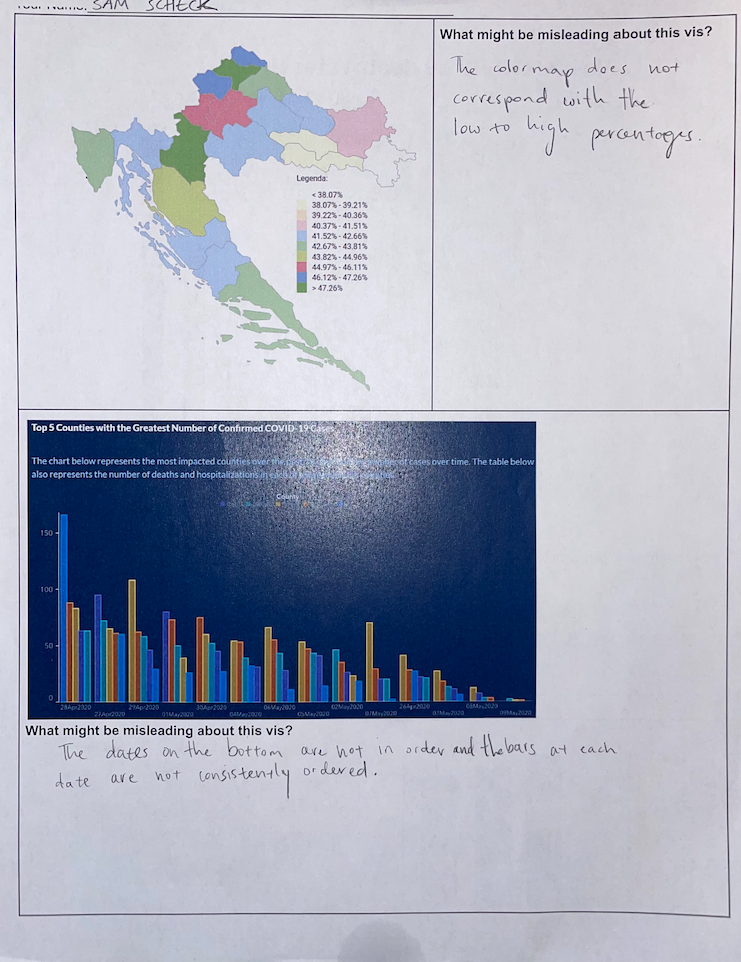 SAM SCHECK
What might be misleading about this vis?
The colormap does not
correspond with the
low to high percentages.
Legenda:
< 38.07%
38.07% - 39.21%
39.22% - 40.36%
40.37% - 41.51%
41.52% - 42.66%
42.67% - 43.81%
43.82% - 44.96%
44.97% - 46.11%
46.12% - 47.26%
> 47.26%
Top 5 Counties with the Greatest Number of Confirmed COVID-19 Cases
The chart below represents the most impacted counties over the of cases over time. The table below
also represents the number of deaths and hospitalizations in
County
150
100
50
0
28Apr2020 29Apr2020 30Apr2020 06May2020 02May2020 26Apr2020 08May2020
27Apr2020 01May2020 04May2020 05May2020 07May2020 09May2020
What might be misleading about this vis?
The dates on the bottom are not in order and the bars at each
date are not consistently ordered.